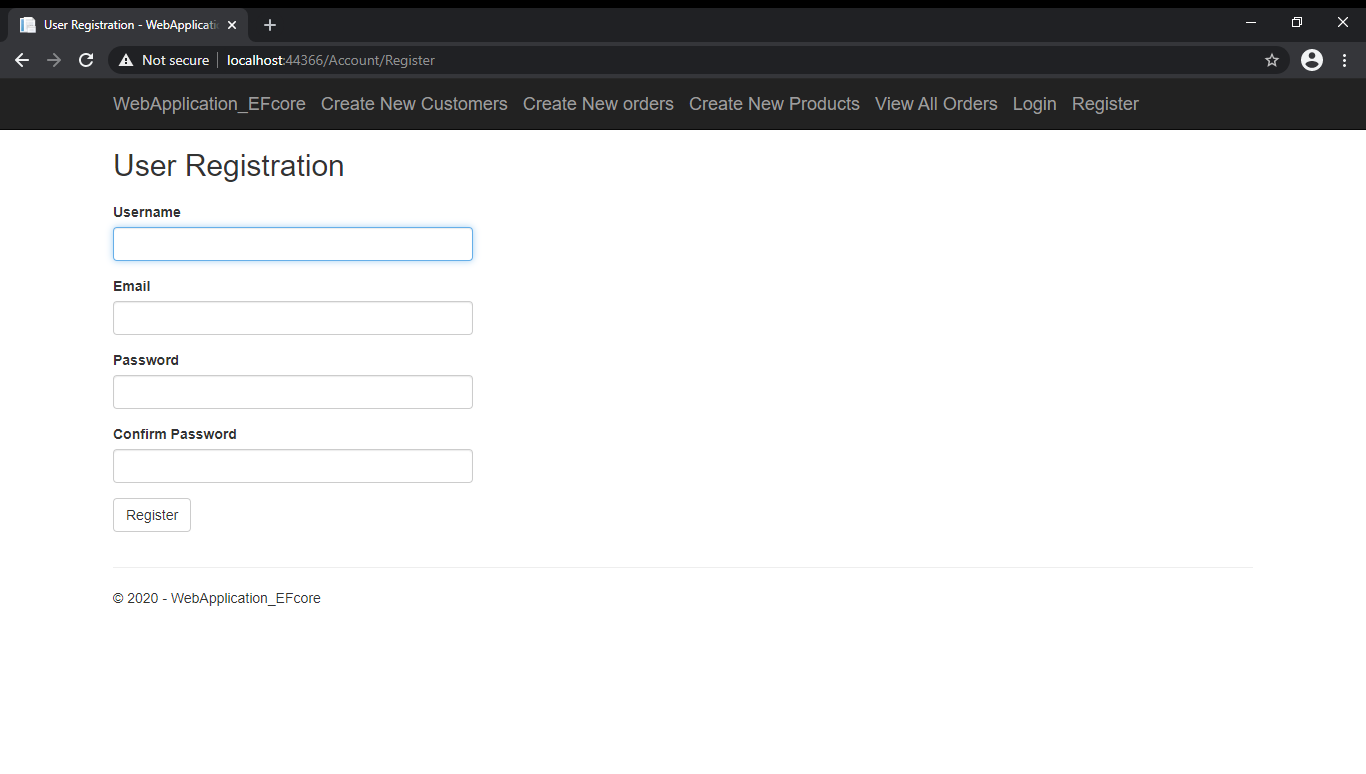 User Registration - WebApplicati
Not secure localhost:44366/Account/Register
WebApplication_EFcore Create New Customers Create New orders Create New Products View All Orders Login Register
User Registration
Username
Email
Password
Confirm Password
Register
© 2020 - WebApplication_EFcore